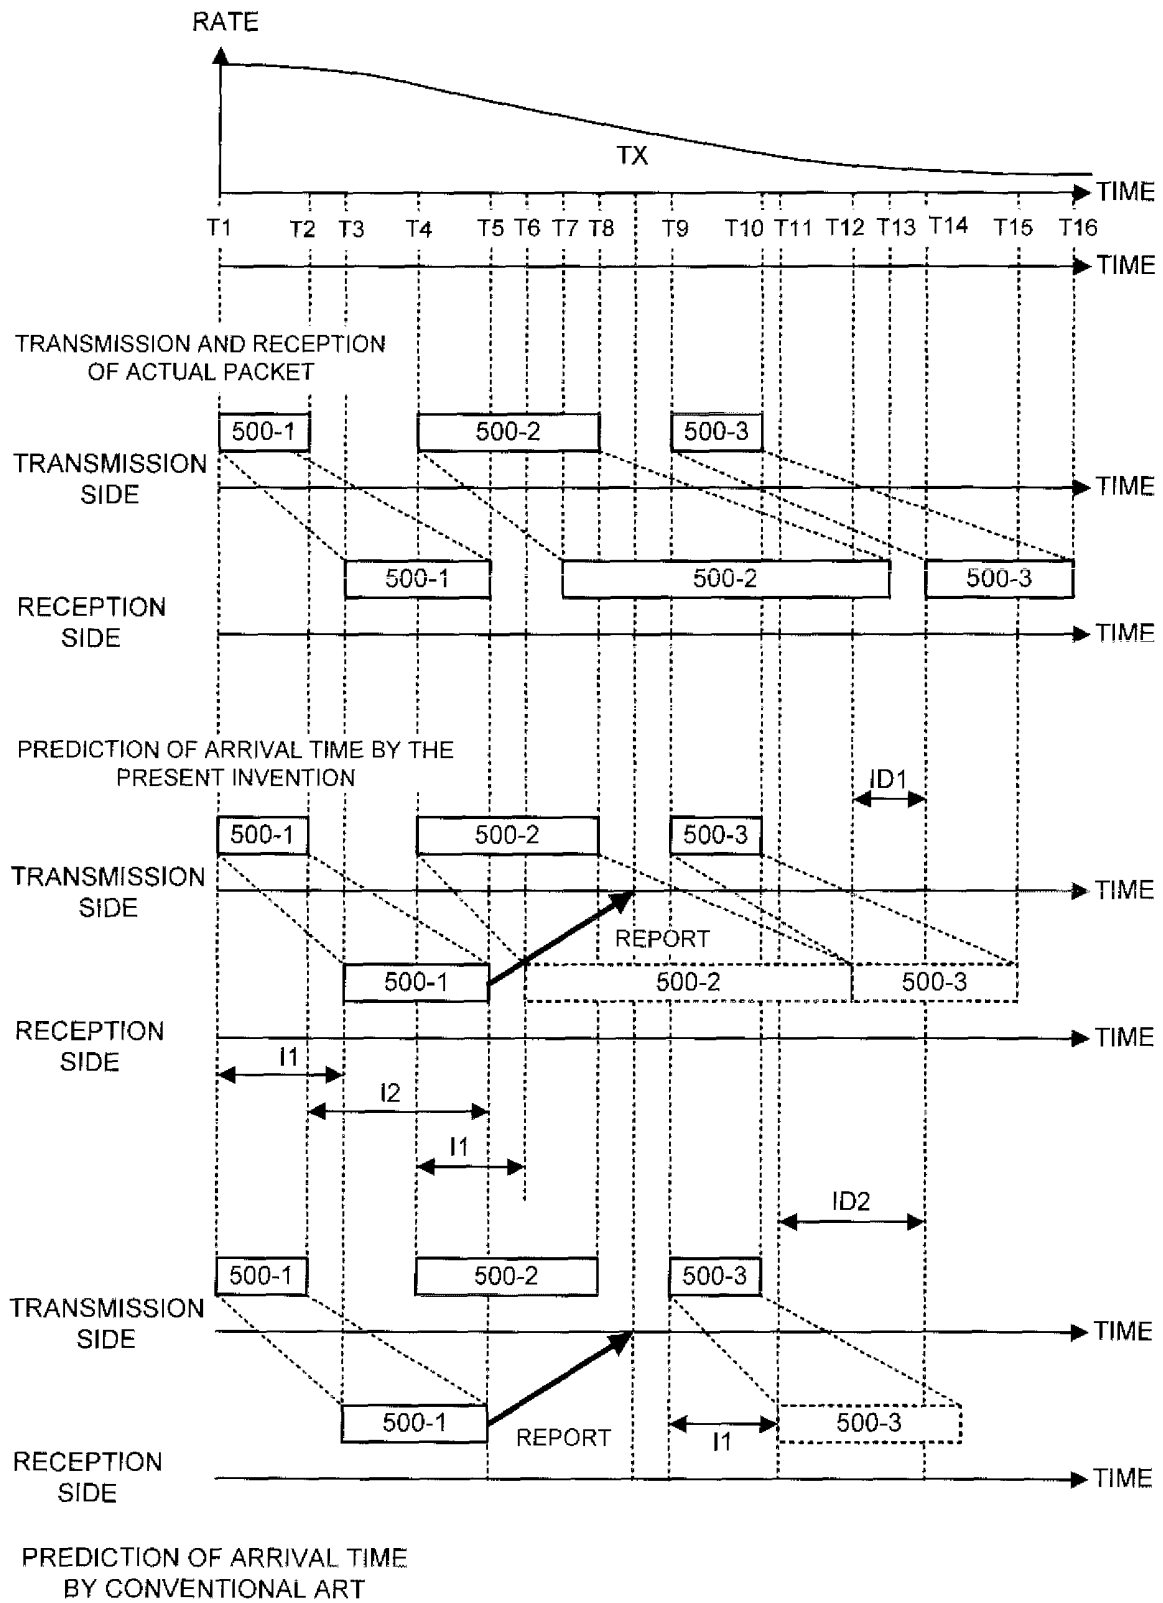 RATE
TX
TIME
T1 T2 T3 T4 T5 T6 T7 T8 T9 T10 T11 T12 T13 T14 T15 T16
TIME
TRANSMISSION AND RECEPTION
OF ACTUAL PACKET
500-1 500-2 500-3
TRANSMISSION
SIDE
TIME
500-1 500-2 500-3
RECEPTION
SIDE
TIME
PREDICTION OF ARRIVAL TIME BY THE
PRESENT INVENTION
ID1
500-1 500-2 500-3
TRANSMISSION
SIDE
TIME
REPORT
500-1 500-2 500-3
RECEPTION
SIDE
TIME
I1
I2
I1
ID2
500-1 500-2 500-3
TRANSMISSION
SIDE
TIME
500-1 500-3
REPORT
I1
RECEPTION
SIDE
TIME
PREDICTION OF ARRIVAL TIME
BY CONVENTIONAL ART